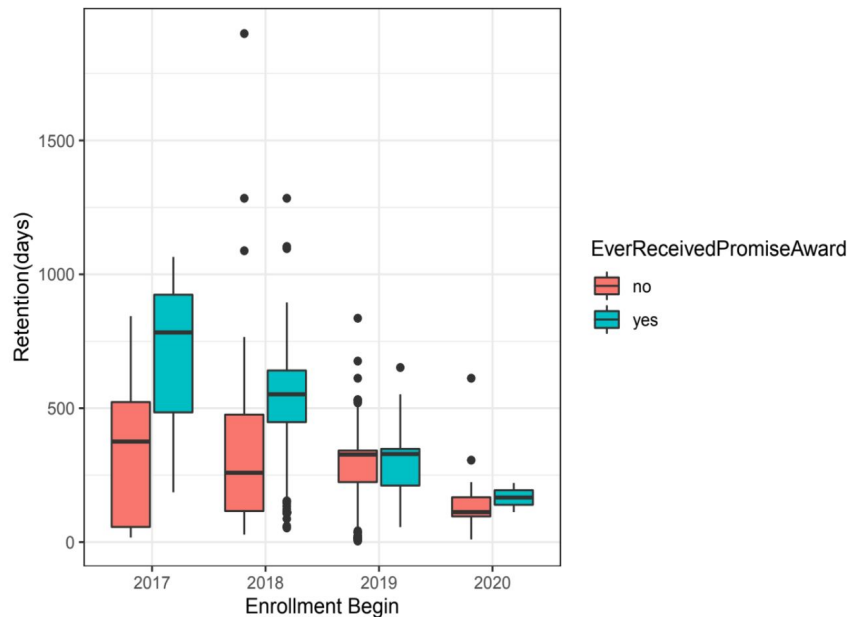 1500
1000
500
0
Retention(days)
2017 2018 2019 2020
Enrollment Begin
EverReceivedPromiseAward
no
yes